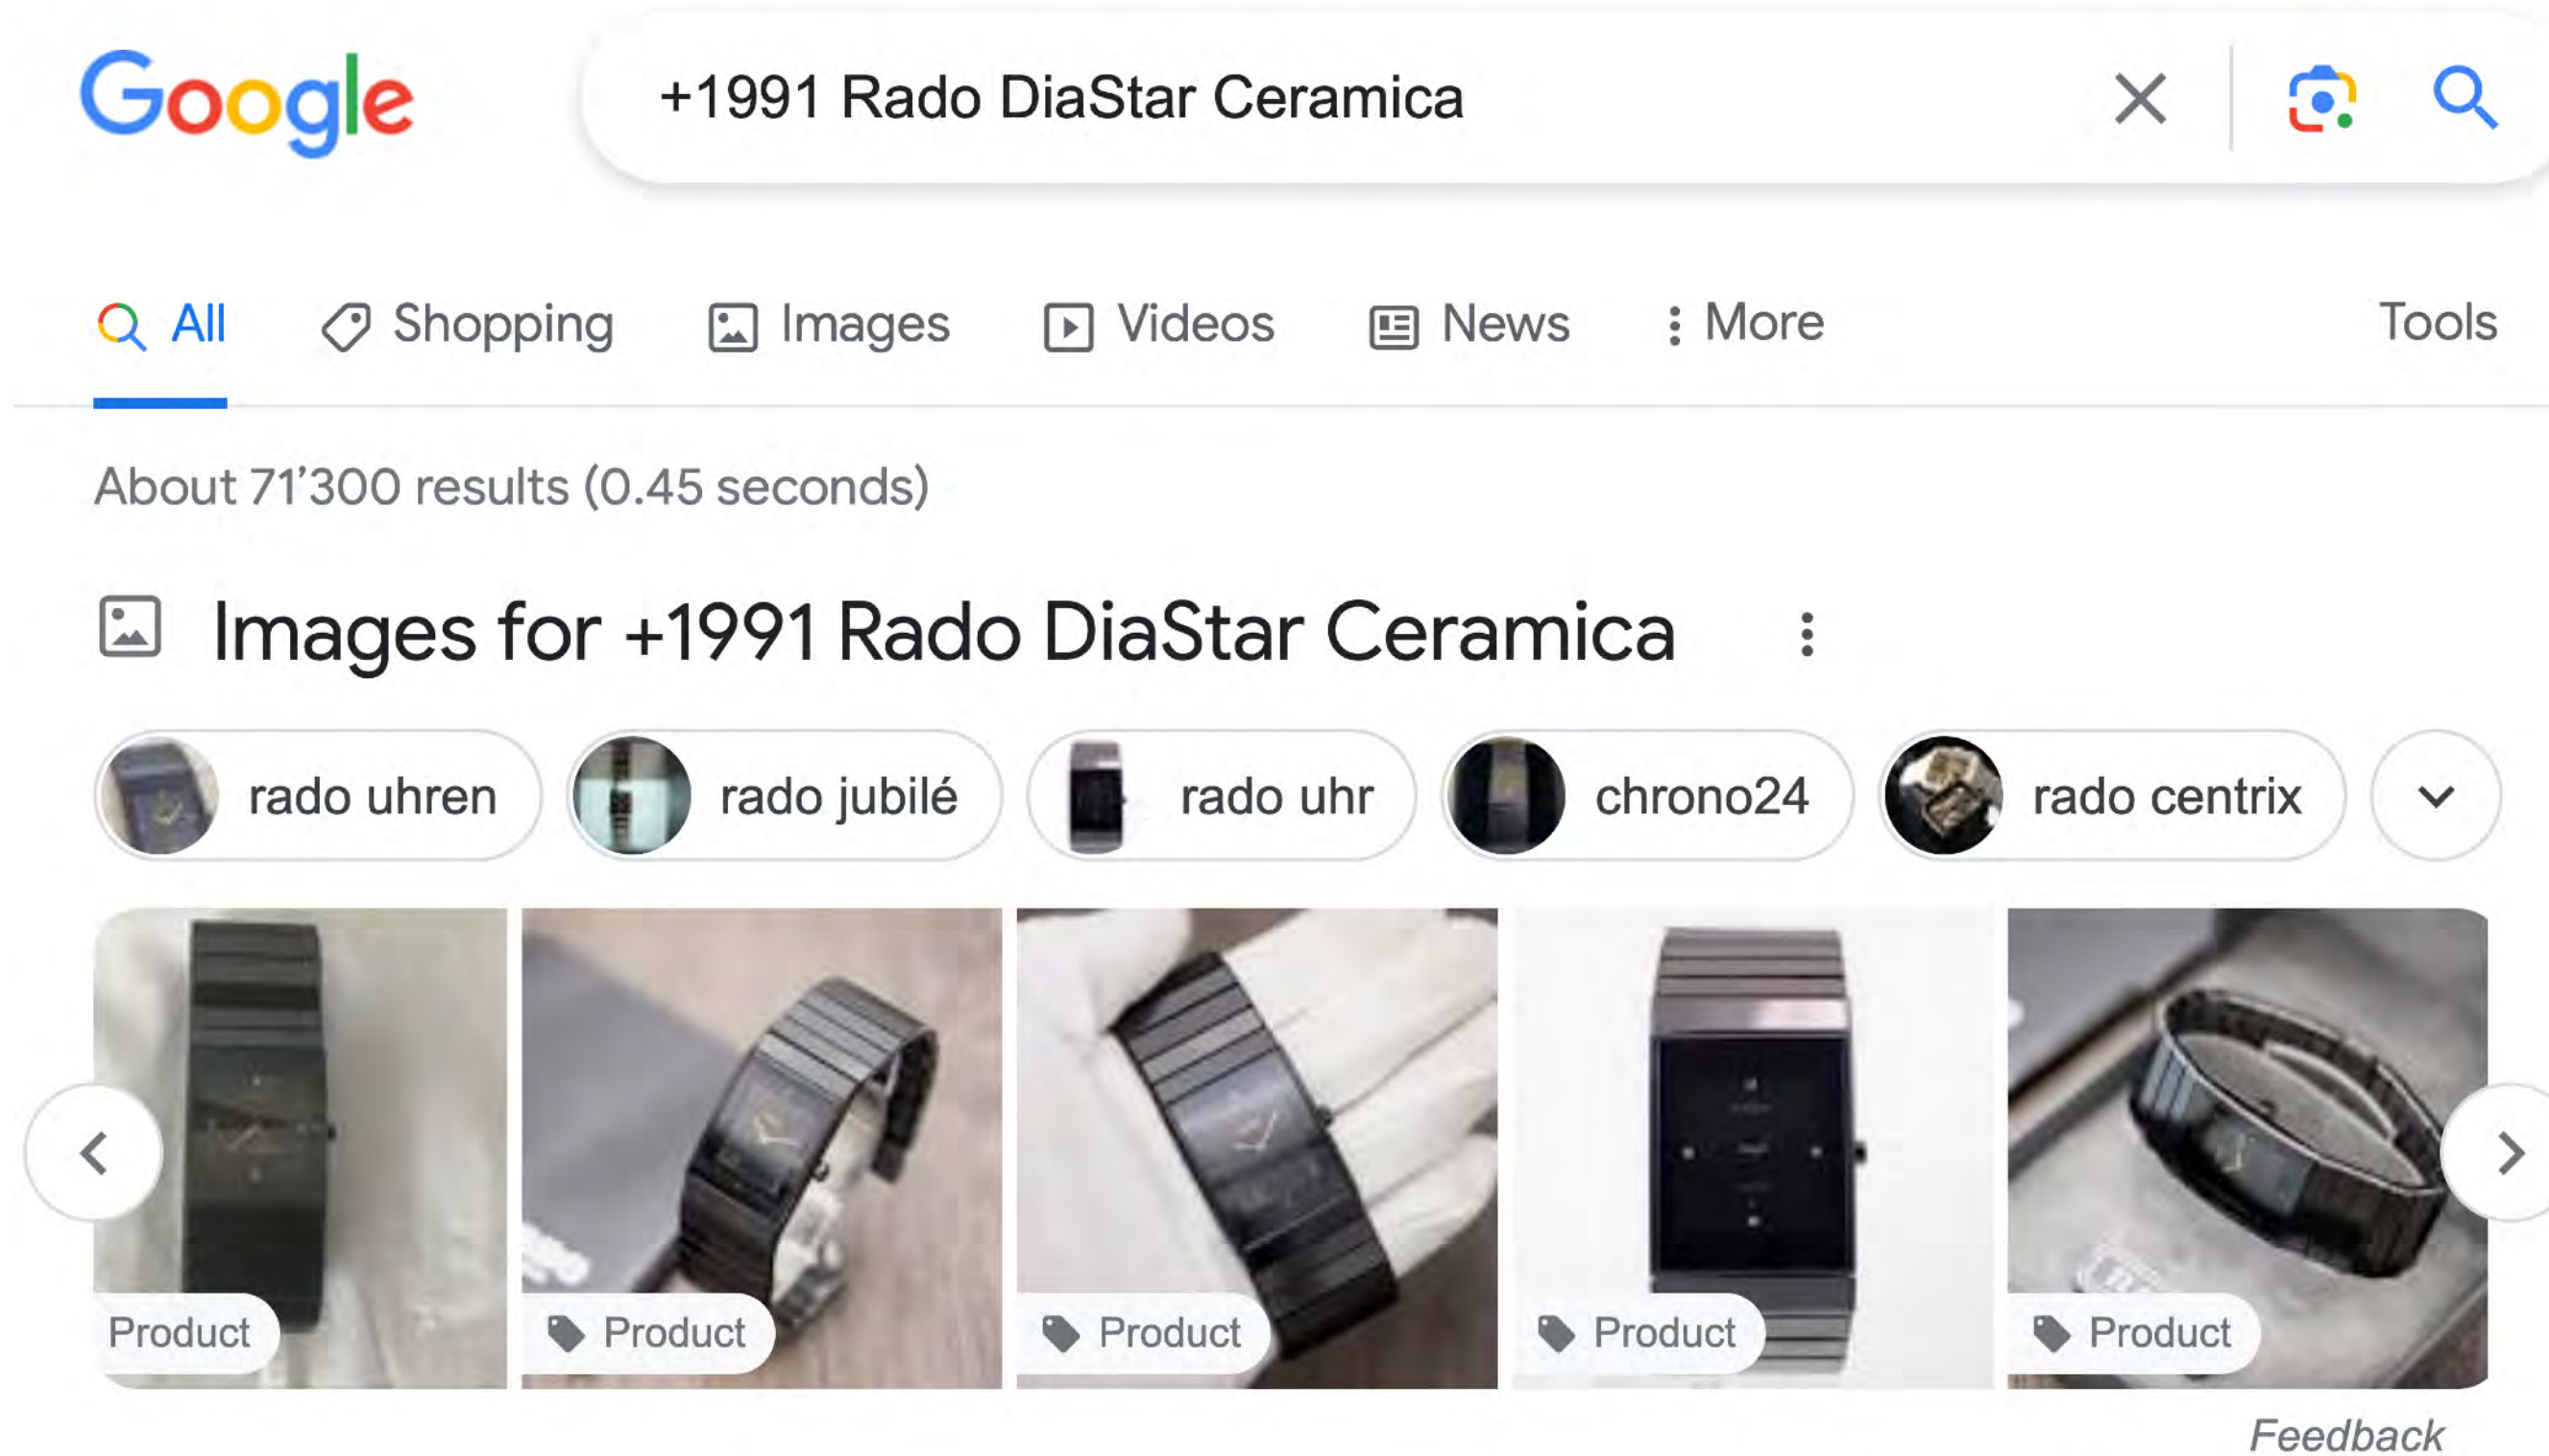 Google
+1991 Rado DiaStar Ceramica
All Shopping Images Videos News More Tools
About 71’300 results (0.45 seconds)
Images for +1991 Rado DiaStar Ceramica
rado uhren rado jubilé rado uhr chrono24 rado centrix
Product Product Product Product Product
Feedback